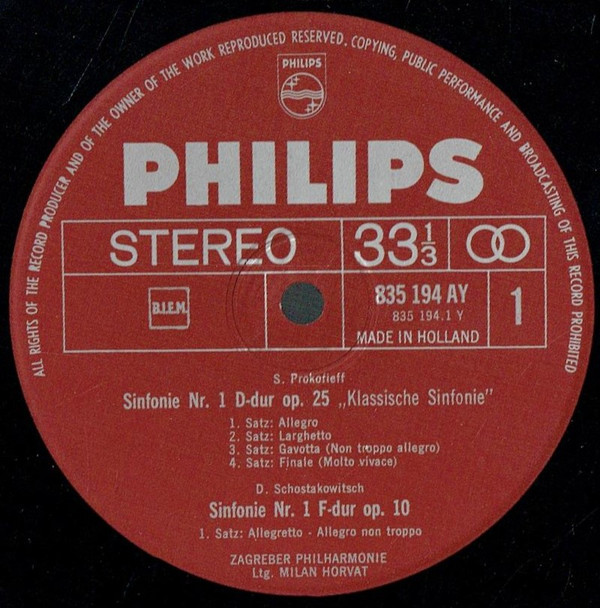 ALL RIGHTS OF THE RECORD PRODUCER AND OF THE OWNER OF THE WORK REPRODUCED RESERVED. COPYING, PUBLIC PERFORMANCE AND BROADCASTING OF THIS RECORD PROHIBITED
PHILIPS
PHILIPS
STEREO 33 1/3
B.I.E.M. 835 194 AY 1
835 194.1 Y
MADE IN HOLLAND
S. Prokofieff
Sinfonie Nr. 1 D-dur op. 25 „Klassische Sinfonie”
1. Satz: Allegro
2. Satz: Larghetto
3. Satz: Gavotta (Non troppo allegro)
4. Satz: Finale (Molto vivace)
D. Schostakowitsch
Sinfonie Nr. 1 F-dur op. 10
1. Satz: Allegretto - Allegro non troppo
ZAGREBER PHILHARMONIE
Ltg. MILAN HORVAT